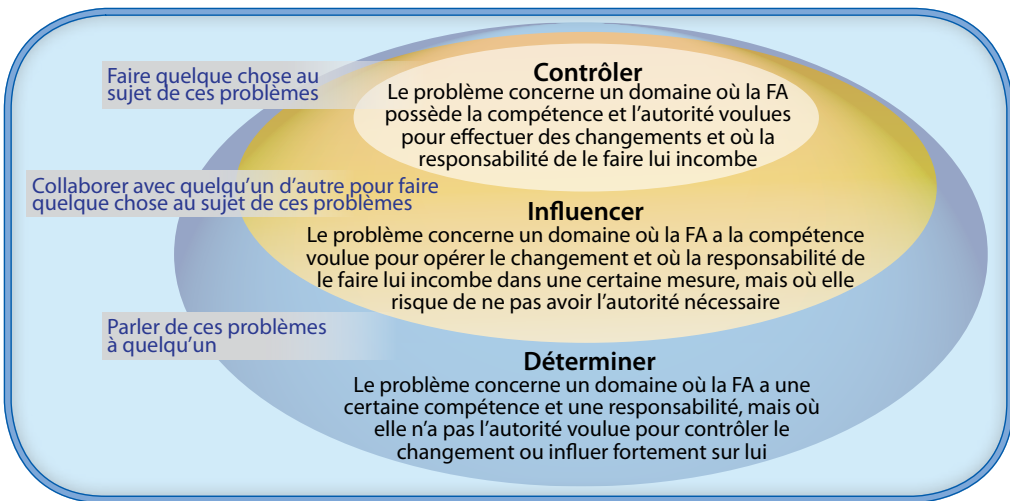 Faire quelque chose au
sujet de ces problèmes
Contrôler
Le problème concerne un domaine où la FA
possède la compétence et l'autorité voulues
pour effectuer des changements et où la
responsabilité de le faire lui incombe
Collaborer avec quelqu'un d'autre pour faire
quelque chose au sujet de ces problèmes
Influencer
Le problème concerne un domaine où la FA a la compétence
voulue pour opérer le changement et où la responsabilité de
le faire lui incombe dans une certaine mesure, mais où elle
risque de ne pas avoir l'autorité nécessaire
Parler de ces problèmes
à quelqu'un
Déterminer
Le problème concerne un domaine où la FA a une
certaine compétence et une responsabilité, mais où
elle n'a pas l'autorité voulue pour contrôler le
changement ou influer fortement sur lui